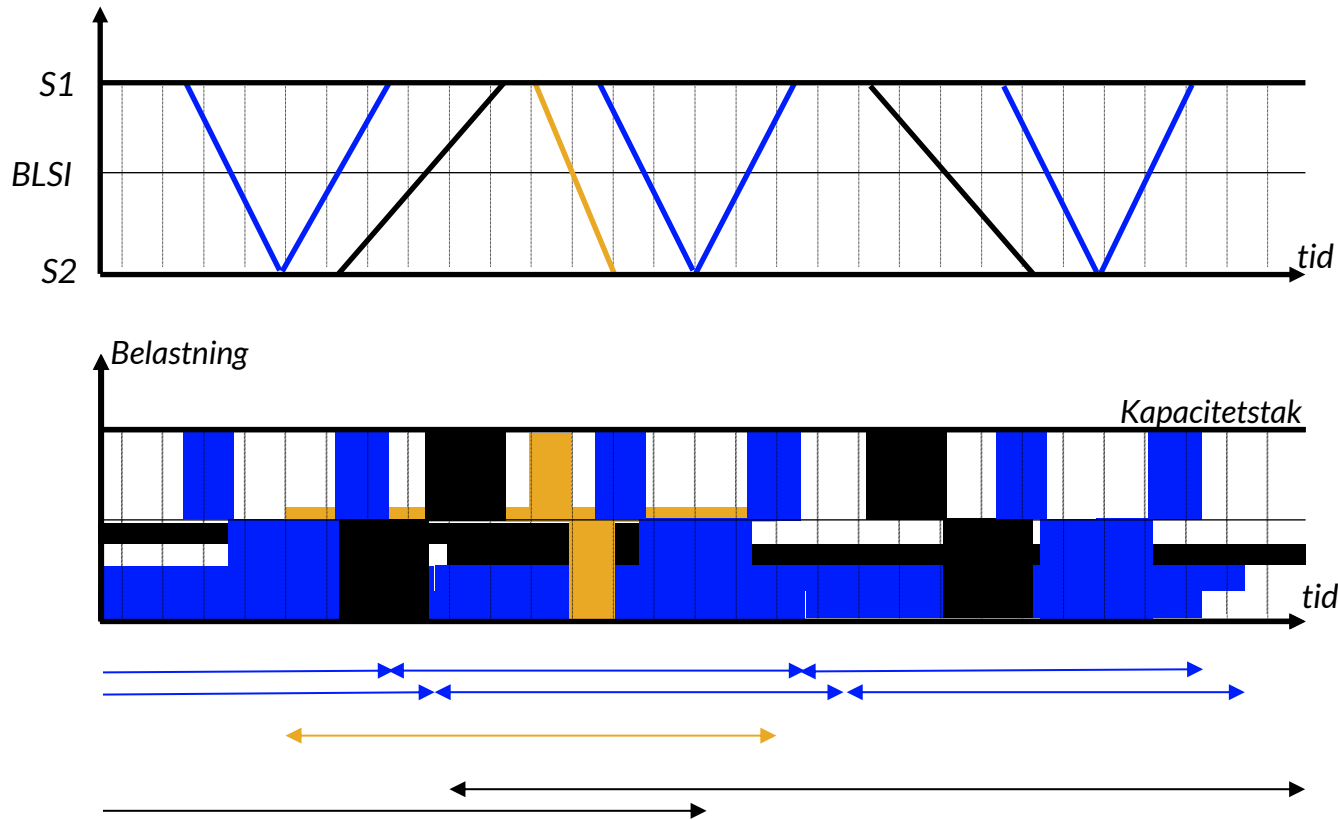 S1
BLSI
S2
tid
Belastning
Kapacitetstak
tid